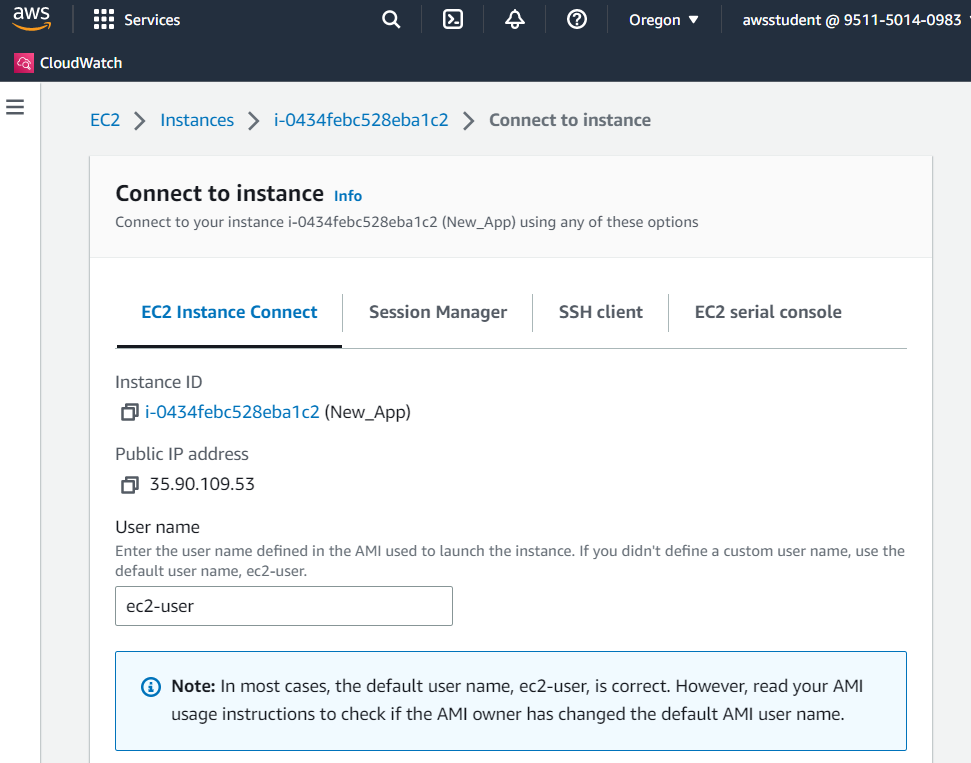 aws
Services
Oregon ▼
awsstudent @ 9511-5014-0983
CloudWatch
EC2 > Instances > i-0434febc528eba1c2 > Connect to instance
Connect to instance Info
Connect to your instance i-0434febc528eba1c2 (New_App) using any of these options
EC2 Instance Connect
Session Manager
SSH client
EC2 serial console
Instance ID
i-0434febc528eba1c2 (New_App)
Public IP address
35.90.109.53
User name
Enter the user name defined in the AMI used to launch the instance. If you didn't define a custom user name, use the
default user name, ec2-user.
ec2-user
Note: In most cases, the default user name, ec2-user, is correct. However, read your AMI
usage instructions to check if the AMI owner has changed the default AMI user name.